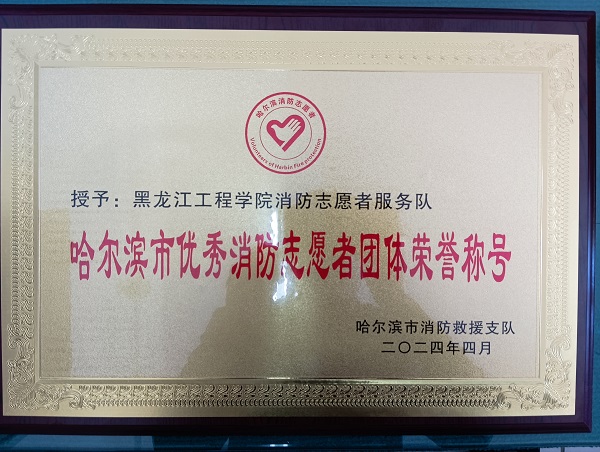 哈尔滨消防志愿者
Volunteers of Harbin Fire protection
授予：黑龙江工程学院消防志愿者服务队
哈尔滨市优秀消防志愿者团体荣誉称号
哈尔滨市消防救援支队
二〇二四年四月